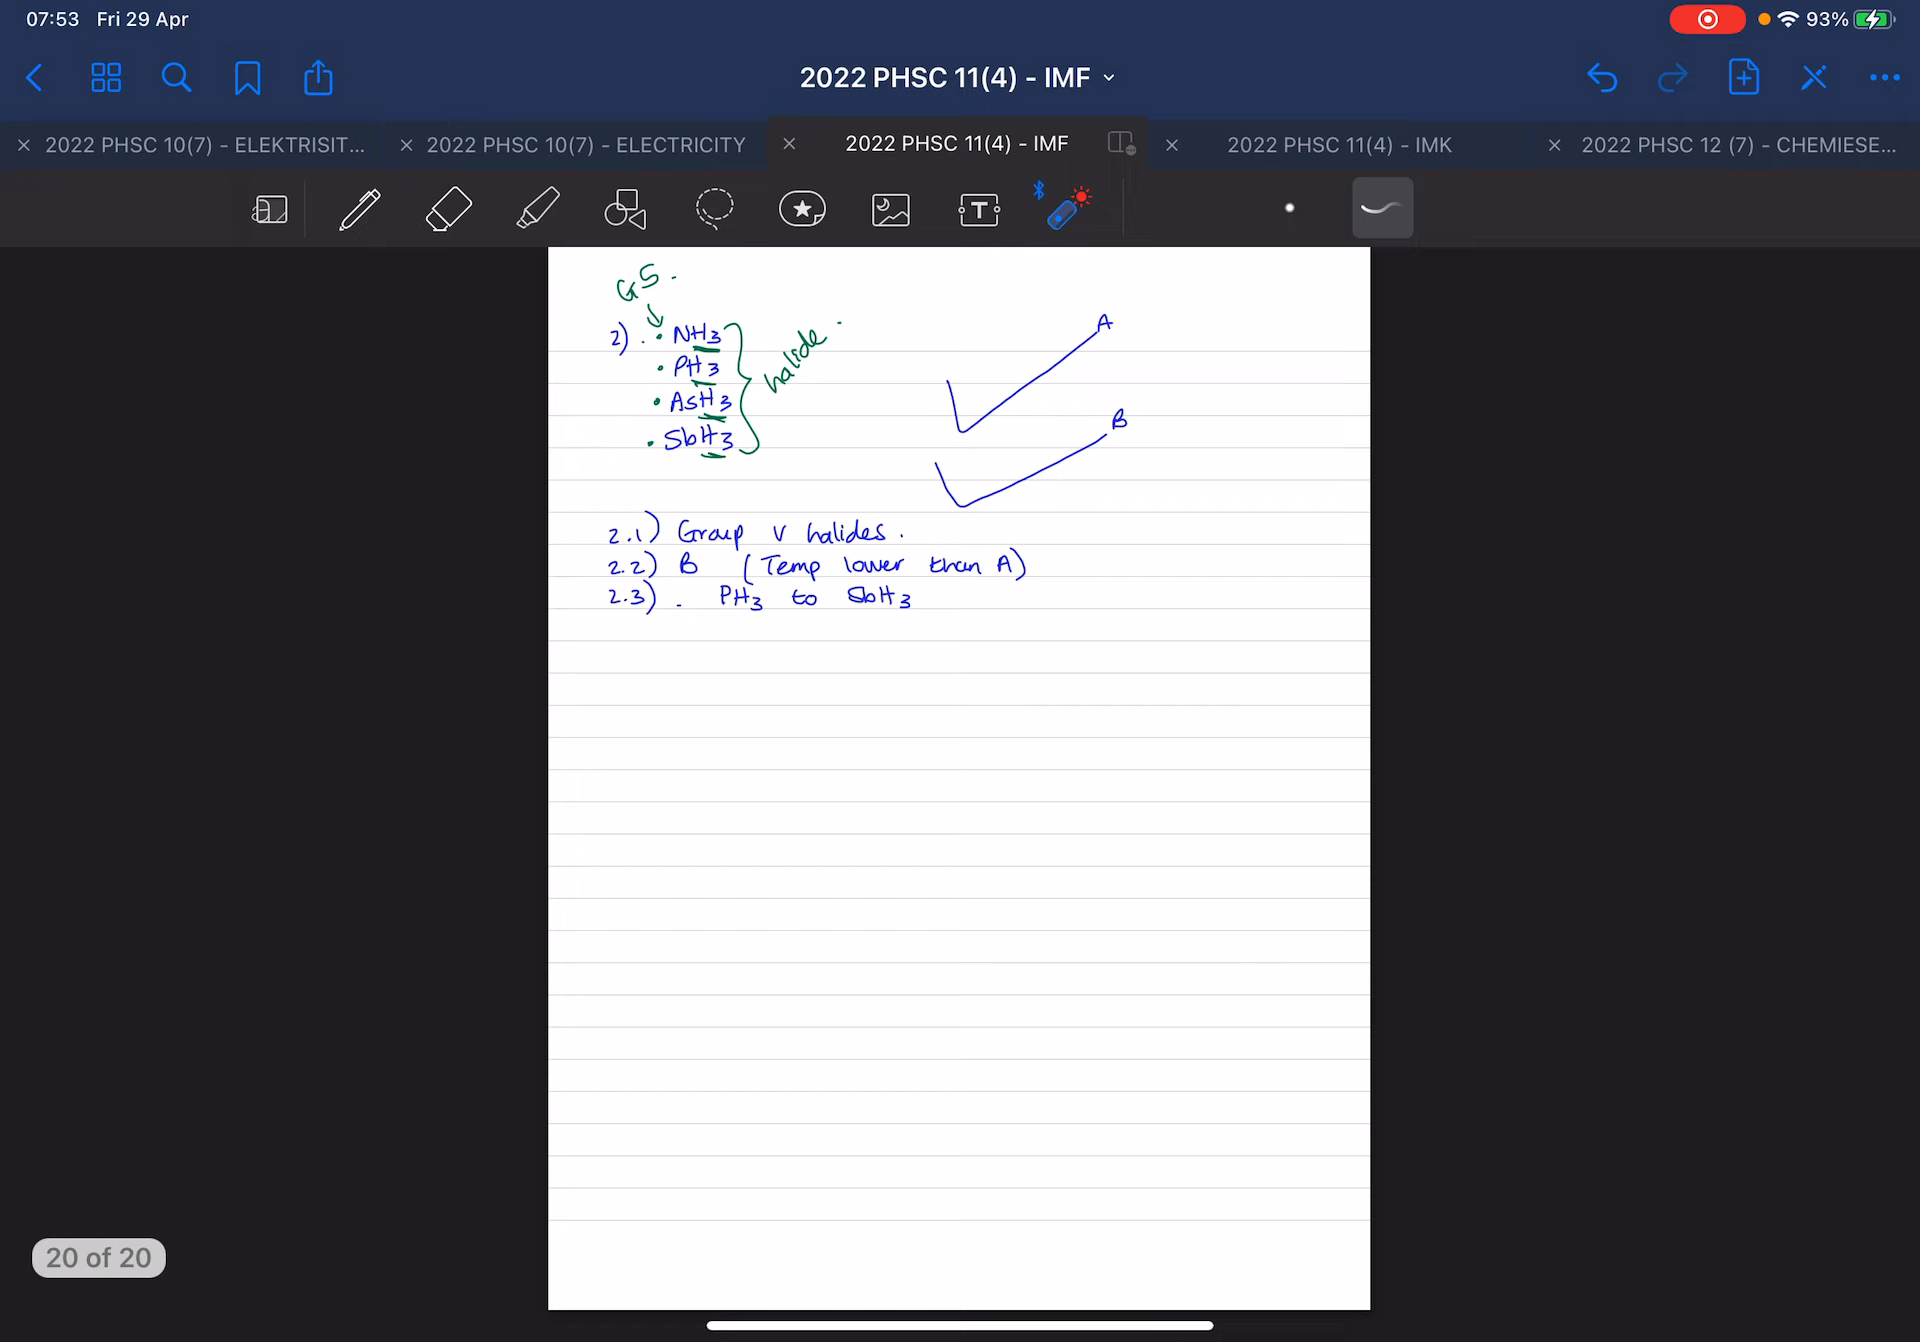 07:53 Fri 29 Apr
93%
2022 PHSC 11(4) - IMF
2022 PHSC 10(7) - ELEKTRISIT...
2022 PHSC 10(7) - ELECTRICITY
2022 PHSC 11(4) - IMF
2022 PHSC 11(4) - IMK
2022 PHSC 12 (7) - CHEMIESE...
T
G5.
2). • NH3
• PH3
• AsH3
• SbH3
halide.
A
B
2.1) Group V halides.
2.2) B (Temp lower than A)
2.3). PH3 to SbH3
20 of 20